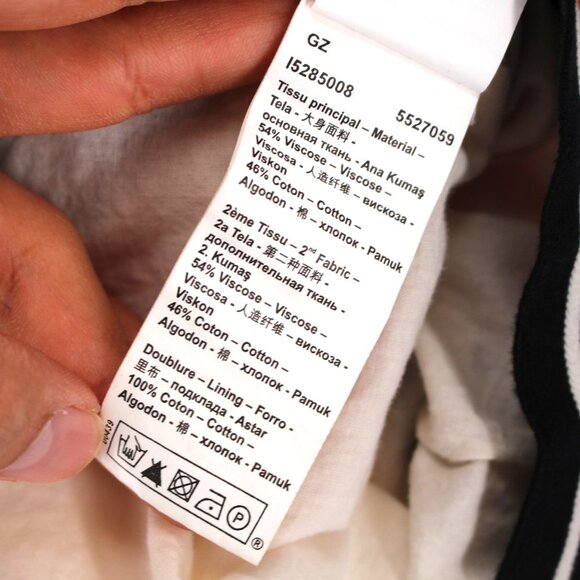 GZ
I5285008 5527059
Tissu principal – Material –
Tela - 大身面料 -
основная ткань - Ana Kumaş
54% Viscose – Viscose –
Viscosa - 人造纤维 – вискоза -
Viskon
46% Coton – Cotton –
Algodon - 棉 – хлопок - Pamuk
2ème Tissu – 2nd Fabric –
2a Tela - 第二种面料 -
дополнительная ткань -
2. Kumaş
54% Viscose – Viscose –
Viscosa - 人造纤维 – вискоза -
Viskon
46% Coton – Cotton –
Algodon - 棉 – хлопок - Pamuk
Doublure – Lining – Forro -
里布 – подклада - Astar
100% Coton – Cotton –
Algodon - 棉 – хлопок - Pamuk
P
®